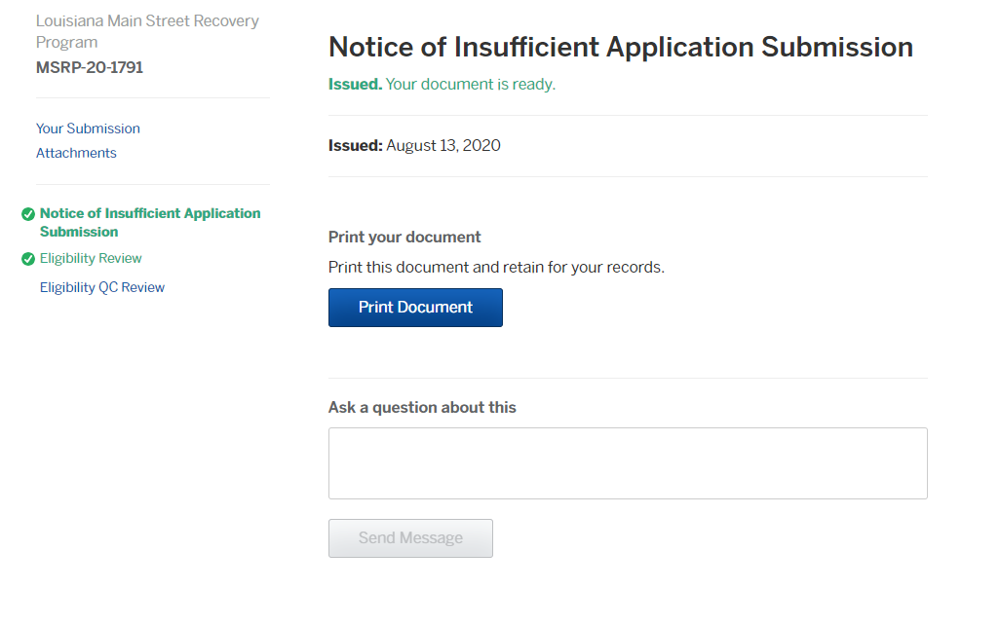 Louisiana Main Street Recovery
Program
MSRP-20-1791
Your Submission
Attachments
Notice of Insufficient Application
Submission
Eligibility Review
Eligibility QC Review
Notice of Insufficient Application Submission
Issued. Your document is ready.
Issued: August 13, 2020
Print your document
Print this document and retain for your records.
Print Document
Ask a question about this
Send Message